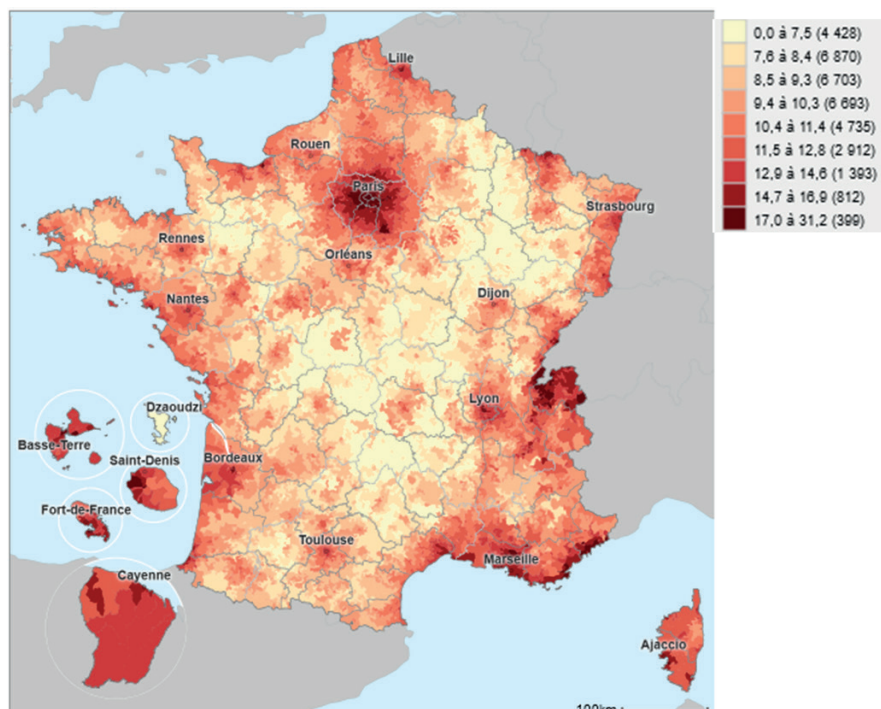 Lille
Rouen
Paris
Strasbourg
Rennes
Orléans
Nantes
Dijon
Dzaoudzi
Lyon
Basse-Terre
Saint-Denis
Bordeaux
Fort-de-France
Toulouse
Marseille
Cayenne
Ajaccio
100km
0,0 à 7,5 (4 428)
7,6 à 8,4 (6 870)
8,5 à 9,3 (6 703)
9,4 à 10,3 (6 693)
10,4 à 11,4 (4 735)
11,5 à 12,8 (2 912)
12,9 à 14,6 (1 393)
14,7 à 16,9 (812)
17,0 à 31,2 (399)